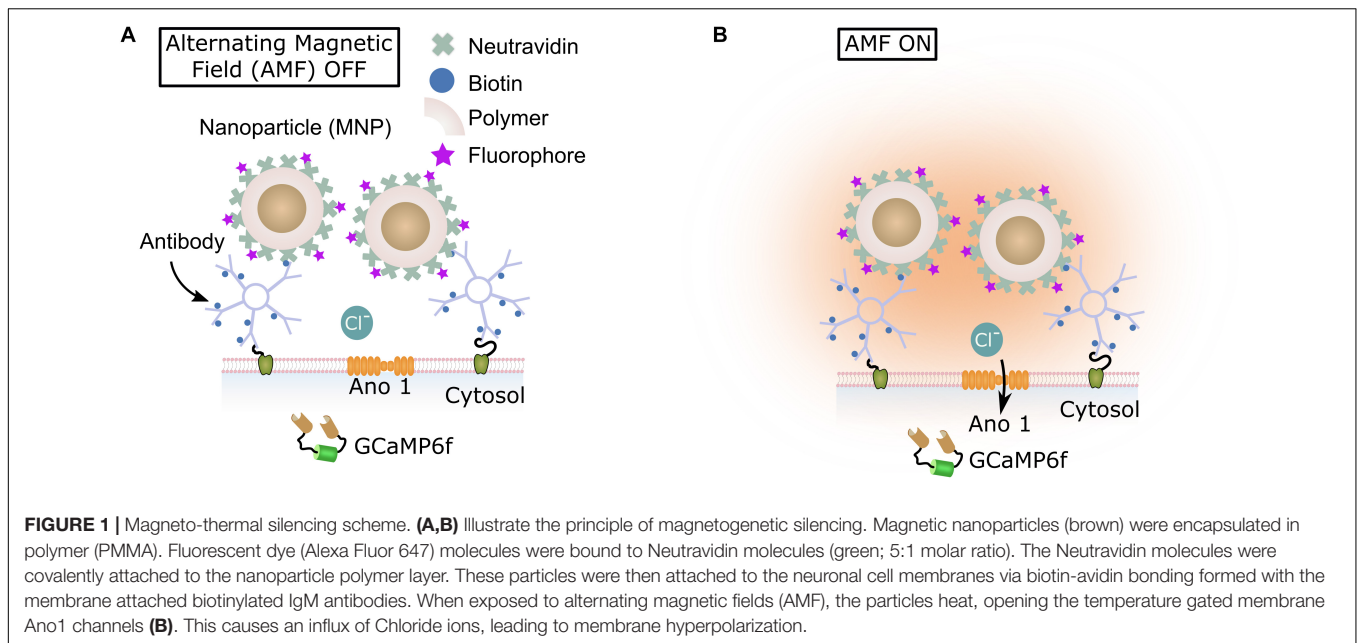 A
Alternating Magnetic
Field (AMF) OFF
Neutravidin
Biotin
Polymer
Fluorophore
Nanoparticle (MNP)
Antibody
Cl⁻
Ano 1
Cytosol
GCaMP6f
B
AMF ON
Cl⁻
Ano 1
Cytosol
GCaMP6f
FIGURE 1 | Magneto-thermal silencing scheme. (A,B) Illustrate the principle of magnetogenetic silencing. Magnetic nanoparticles (brown) were encapsulated in
polymer (PMMA). Fluorescent dye (Alexa Fluor 647) molecules were bound to Neutravidin molecules (green; 5:1 molar ratio). The Neutravidin molecules were
covalently attached to the nanoparticle polymer layer. These particles were then attached to the neuronal cell membranes via biotin-avidin bonding formed with the
membrane attached biotinylated IgM antibodies. When exposed to alternating magnetic fields (AMF), the particles heat, opening the temperature gated membrane
Ano1 channels (B). This causes an influx of Chloride ions, leading to membrane hyperpolarization.